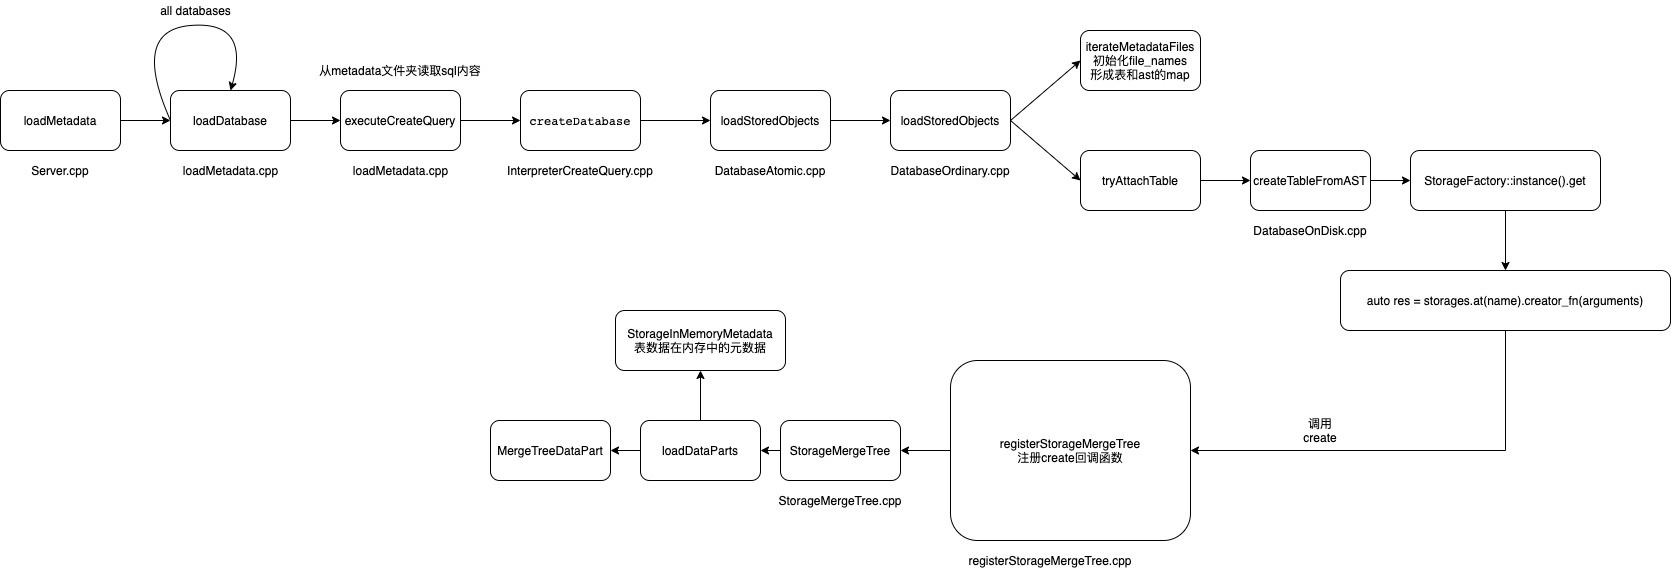 all databases
从metadata文件夹读取sql内容
loadMetadata
Server.cpp
loadDatabase
loadMetadata.cpp
executeCreateQuery
loadMetadata.cpp
createDatabase
InterpreterCreateQuery.cpp
loadStoredObjects
DatabaseAtomic.cpp
loadStoredObjects
DatabaseOrdinary.cpp
iterateMetadataFiles
初始化file_names
形成表和ast的map
tryAttachTable
createTableFromAST
DatabaseOnDisk.cpp
StorageFactory::instance().get
auto res = storages.at(name).creator_fn(arguments)
调用
create
registerStorageMergeTree
注册create回调函数
registerStorageMergeTree.cpp
StorageMergeTree
StorageMergeTree.cpp
loadDataParts
StorageInMemoryMetadata
表数据在内存中的元数据
MergeTreeDataPart